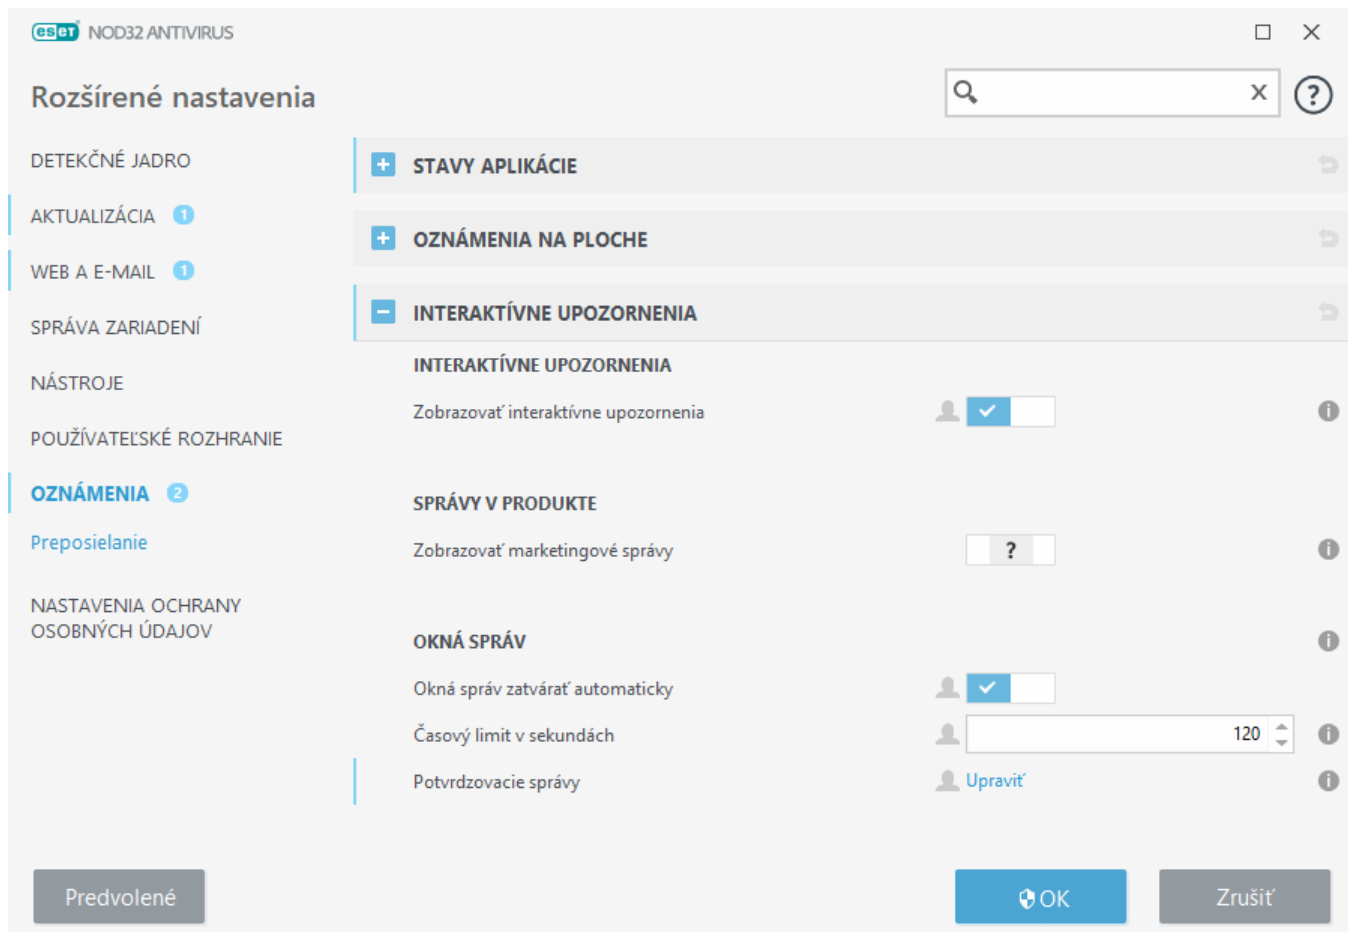 eset NOD32 ANTIVIRUS
Rozšírené nastavenia
x
?
DETEKČNÉ JADRO
AKTUALIZÁCIA 1
WEB A E-MAIL 1
SPRÁVA ZARIADENÍ
NÁSTROJE
POUŽÍVATEĽSKÉ ROZHRANIE
OZNÁMENIA 2
Preposielanie
NASTAVENIA OCHRANY
OSOBNÝCH ÚDAJOV
STAVY APLIKÁCIE
OZNÁMENIA NA PLOCHE
INTERAKTÍVNE UPOZORNENIA
INTERAKTÍVNE UPOZORNENIA
Zobrazovať interaktívne upozornenia
SPRÁVY V PRODUKTE
Zobrazovať marketingové správy ?
OKNÁ SPRÁV
Okná správ zatvárať automaticky
Časový limit v sekundách 120
Potvrdzovacie správy Upraviť
Predvolené
OK
Zrušiť